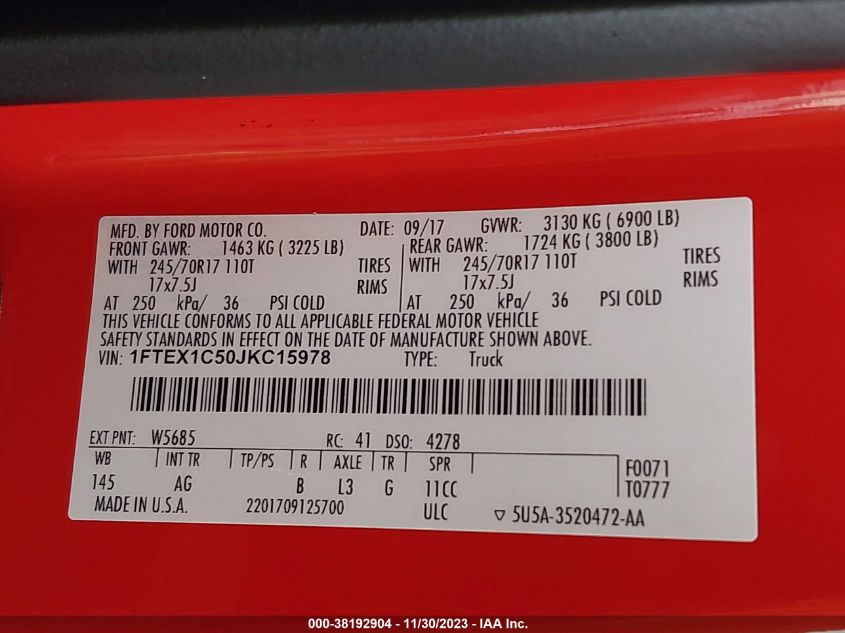 MFD. BY FORD MOTOR CO. DATE: 09/17 GVWR: 3130 KG ( 6900 LB)
FRONT GAWR: 1463 KG ( 3225 LB) REAR GAWR: 1724 KG ( 3800 LB)
WITH 245/70R17 110T TIRES WITH 245/70R17 110T TIRES
17x7.5J RIMS 17x7.5J RIMS
AT 250 kPa/ 36 PSI COLD AT 250 kPa/ 36 PSI COLD
THIS VEHICLE CONFORMS TO ALL APPLICABLE FEDERAL MOTOR VEHICLE
SAFETY STANDARDS IN EFFECT ON THE DATE OF MANUFACTURE SHOWN ABOVE.
VIN: 1FTEX1C50JKC15978 TYPE: Truck
EXT PNT: W5685 RC: 41 DSO: 4278
WB INT TR TP/PS R AXLE TR SPR F0071
145 AG B L3 G 11CC T0777
MADE IN U.S.A. 2201709125700 ULC ▽ 5U5A-3520472-AA
000-38192904 - 11/30/2023 - IAA Inc.